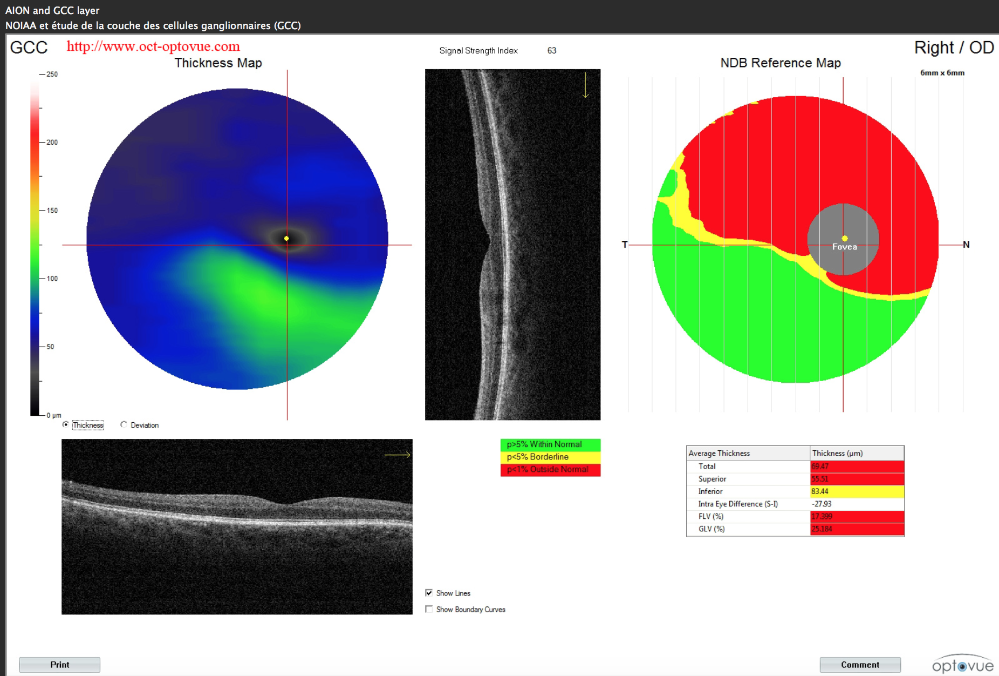 AION and GCC layer
NOIAA et étude de la couche des cellules ganglionnaires (GCC)
GCC
http://www.oct-optovue.com
Thickness Map
Signal Strength Index 63
NDB Reference Map
Right / OD
6mm x 6mm
250
200
150
100
50
0 µm
T
Fovea
N
Thickness
Deviation
p>5% Within Normal
p<5% Borderline
p<1% Outside Normal
Average Thickness Thickness (µm)
Total 69.47
Superior 55.51
Inferior 83.44
Intra Eye Difference (S-I) -27.93
FLV (%) 17.399
GLV (%) 25.184
Show Lines
Show Boundary Curves
Print
Comment
optovue